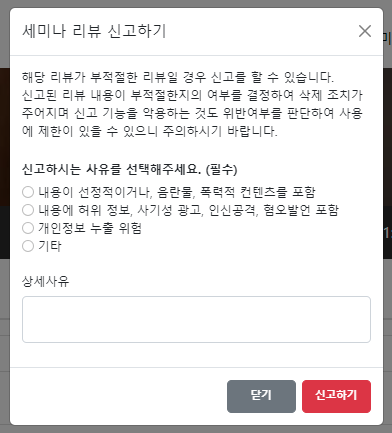 세미나 리뷰 신고하기
해당 리뷰가 부적절한 리뷰일 경우 신고를 할 수 있습니다.
신고된 리뷰 내용이 부적절한지의 여부를 결정하여 삭제 조치가
주어지며 신고 기능을 악용하는 것도 위반여부를 판단하여 사용
에 제한이 있을 수 있으니 주의하시기 바랍니다.
신고하시는 사유를 선택해주세요. (필수)
내용이 선정적이거나, 음란물, 폭력적 컨텐츠를 포함
내용에 허위 정보, 사기성 광고, 인신공격, 혐오발언 포함
개인정보 누출 위험
기타
상세사유
닫기
신고하기